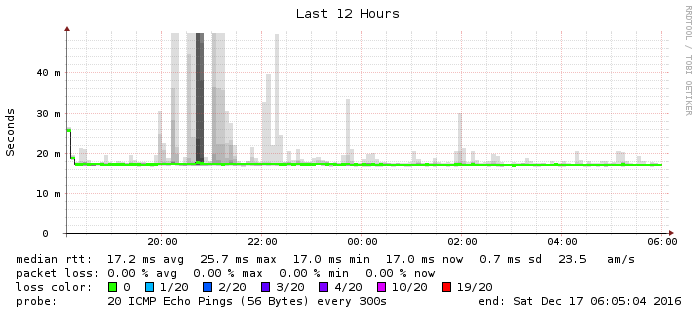 Last 12 Hours
RRDTOOL / TOBI OETIKER
Seconds
40 m
30 m
20 m
10 m
0
20:00 22:00 00:00 02:00 04:00 06:00
median rtt: 17.2 ms avg 25.7 ms max 17.0 ms min 17.0 ms now 0.7 ms sd 23.5 am/s
packet loss: 0.00 % avg 0.00 % max 0.00 % min 0.00 % now
loss color: 0 1/20 2/20 3/20 4/20 10/20 19/20
probe: 20 ICMP Echo Pings (56 Bytes) every 300s end: Sat Dec 17 06:05:04 2016